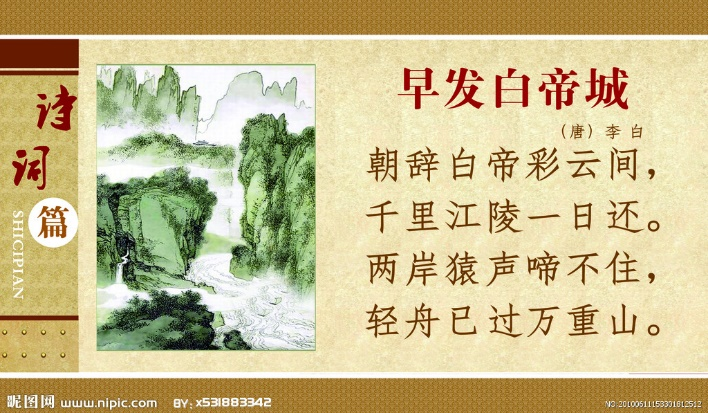 诗词篇
SHICIPIAN
早发白帝城
（唐）李白
朝辞白帝彩云间，
千里江陵一日还。
两岸猿声啼不住，
轻舟已过万重山。
昵图网 www.nipic.com BY: x531883342
NO:20100611153301812512